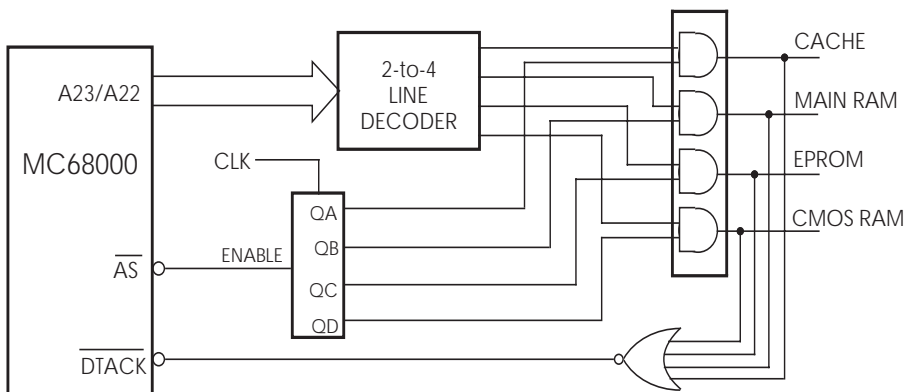 CACHE
2-to-4
LINE
DECODER
A23/A22
MAIN RAM
MC68000
CLK
EPROM
QA
CMOS RAM
ENABLE
QB
AS
QC
QD
DTACK